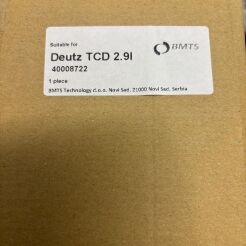 Suitable for
Deutz TCD 2.9l
BMTS
40008722
1 piece
BMTS Technology d.o.o. Novi Sad, 21000 Novi Sad, Serbia